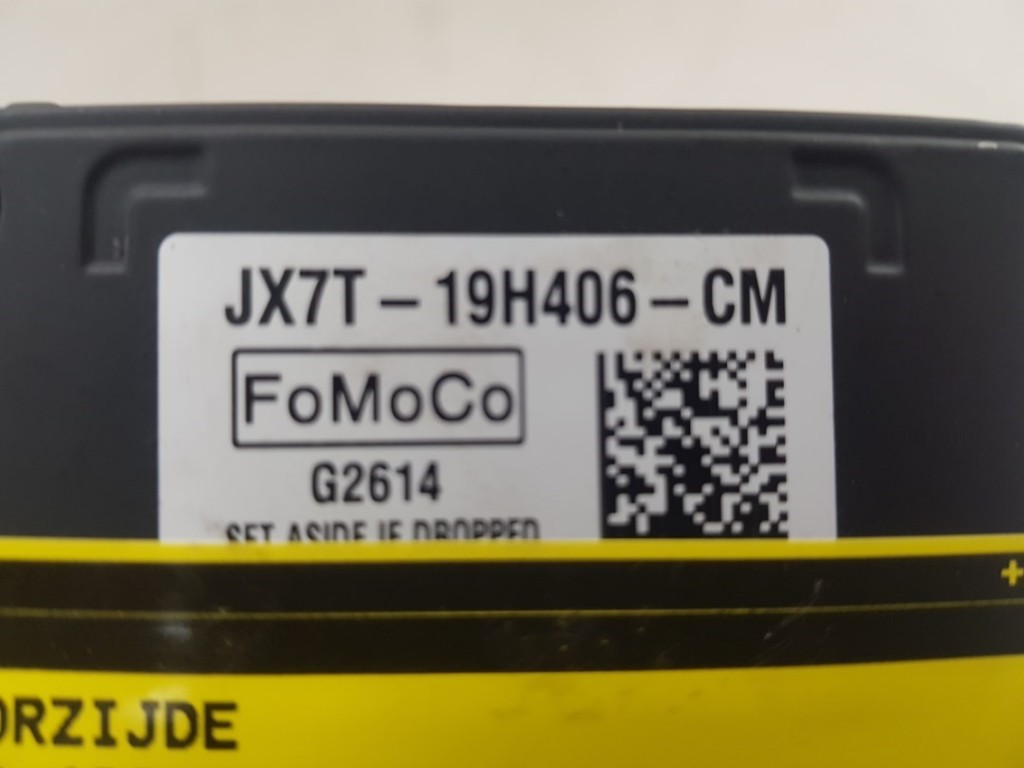 JX7T-19H406-CM
FoMoCo
G2614
SET ASIDE IF DROPPED
+
ORZIJDE